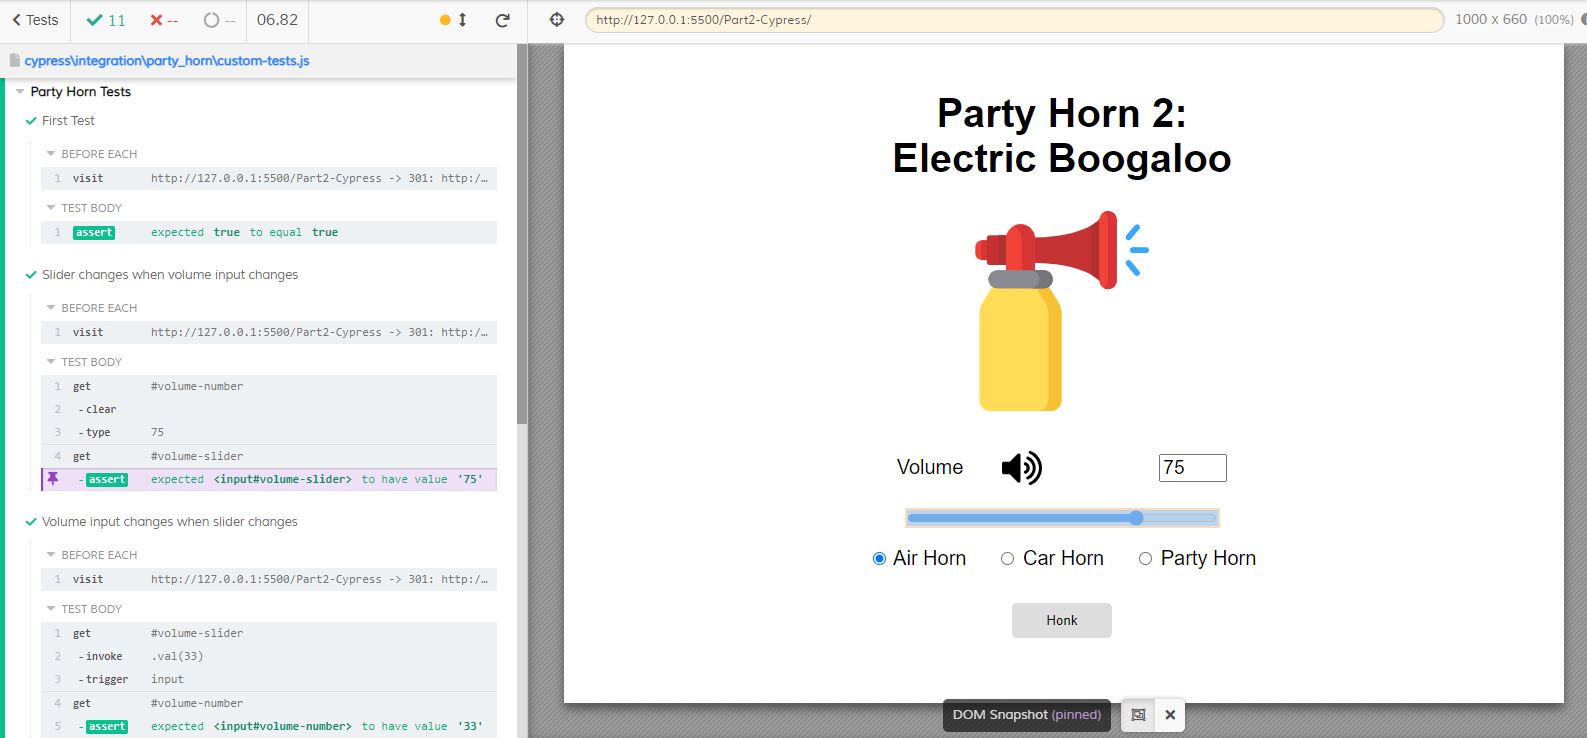 Tests 11 -- -- 06.82
http://127.0.0.1:5500/Part2-Cypress/ 1000 x 660 (100%)
cypress\integration\party_horn\custom-tests.js
Party Horn Tests
First Test
BEFORE EACH
1 visit http://127.0.0.1:5500/Part2-Cypress -> 301: http:/…
TEST BODY
1 assert expected true to equal true
Slider changes when volume input changes
BEFORE EACH
1 visit http://127.0.0.1:5500/Part2-Cypress -> 301: http:/…
TEST BODY
1 get #volume-number
2 -clear
3 -type 75
4 get #volume-slider
-assert expected <input#volume-slider> to have value '75'
Volume input changes when slider changes
BEFORE EACH
1 visit http://127.0.0.1:5500/Part2-Cypress -> 301: http:/…
TEST BODY
1 get #volume-slider
2 -invoke .val(33)
3 -trigger input
4 get #volume-number
5 -assert expected <input#volume-number> to have value '33'
Party Horn 2:
Electric Boogaloo
Volume 75
Air Horn Car Horn Party Horn
Honk
DOM Snapshot (pinned)